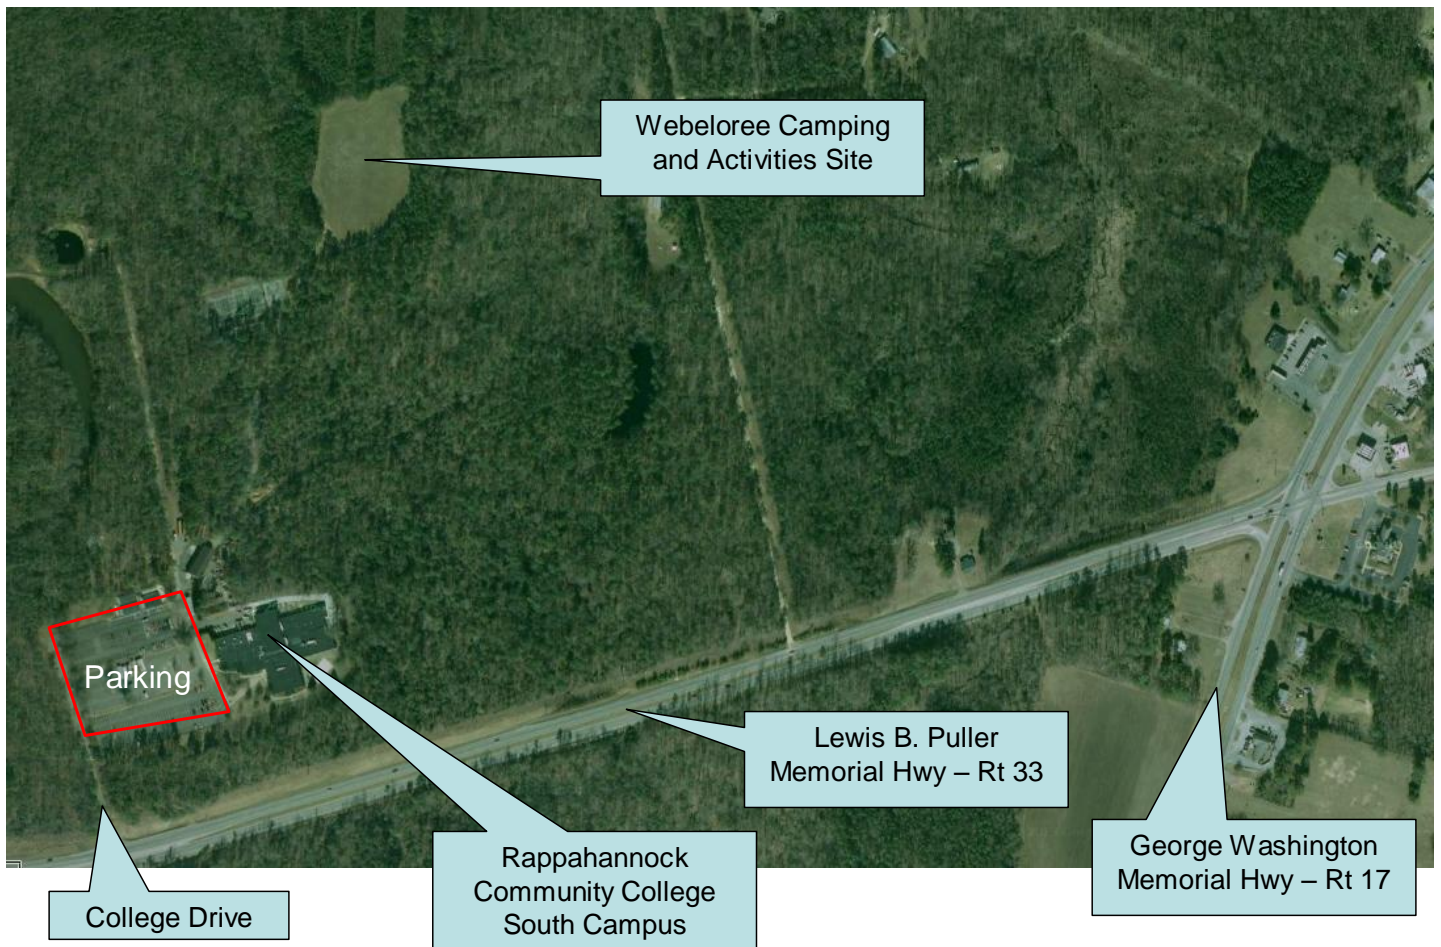 Webeloree Camping
and Activities Site
Parking
Lewis B. Puller
Memorial Hwy – Rt 33
George Washington
Memorial Hwy – Rt 17
Rappahannock
Community College
South Campus
College Drive